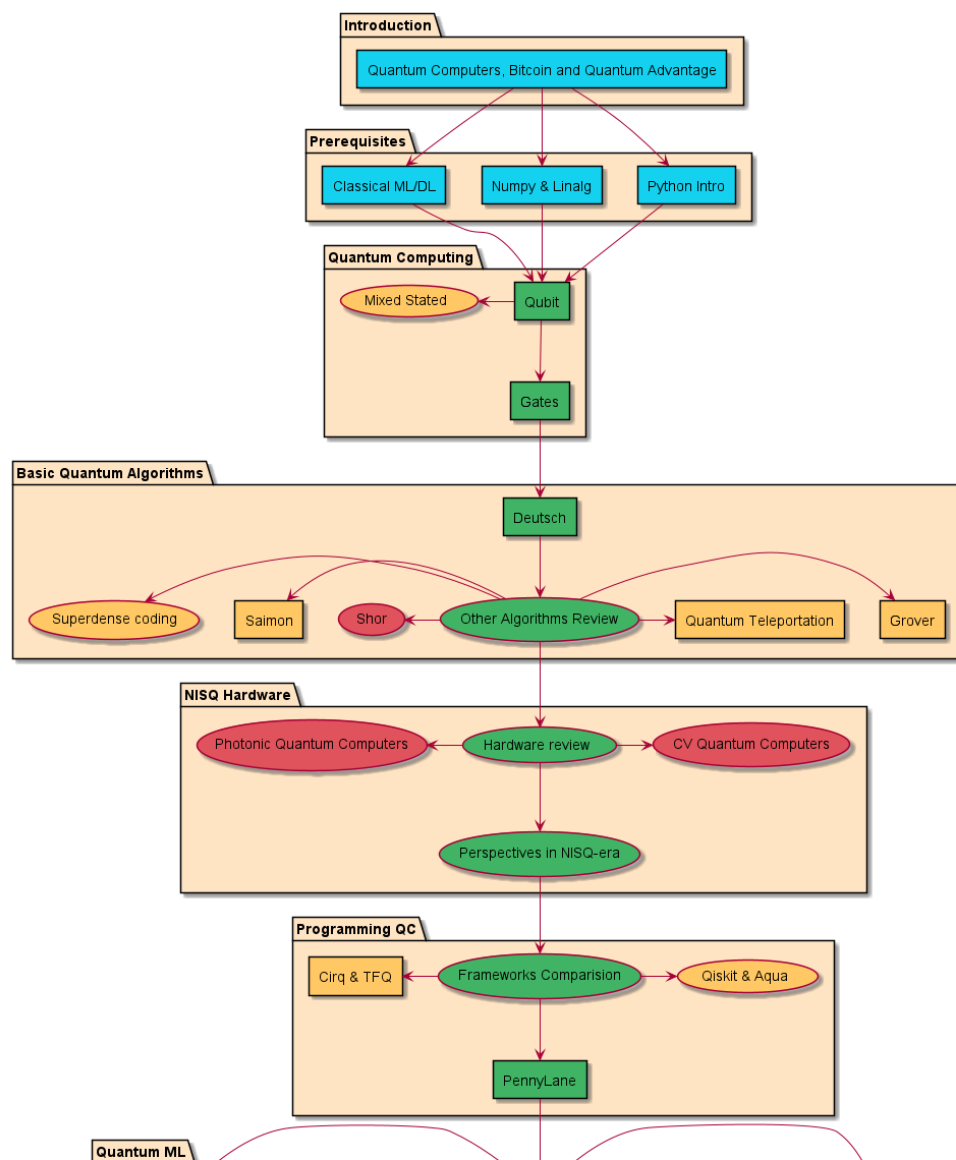 Introduction
Quantum Computers, Bitcoin and Quantum Advantage
Prerequisites
Classical ML/DL
Numpy & Linalg
Python Intro
Quantum Computing
Mixed Stated
Qubit
Gates
Basic Quantum Algorithms
Deutsch
Superdense coding
Saimon
Shor
Other Algorithms Review
Quantum Teleportation
Grover
NISQ Hardware
Photonic Quantum Computers
Hardware review
CV Quantum Computers
Perspectives in NISQ-era
Programming QC
Cirq & TFQ
Frameworks Comparision
Qiskit & Aqua
PennyLane
Quantum ML